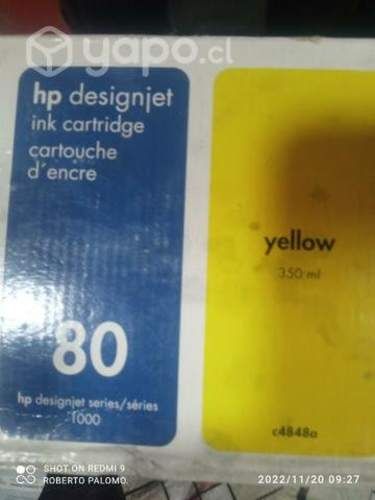 yapo.cl
hp designjet
ink cartridge
cartouche
d'encre
80
hp designjet series/séries
1000
yellow
350 ml
c4848a
SHOT ON REDMI 9
ROBERTO PALOMO.
2022/11/20 09:27